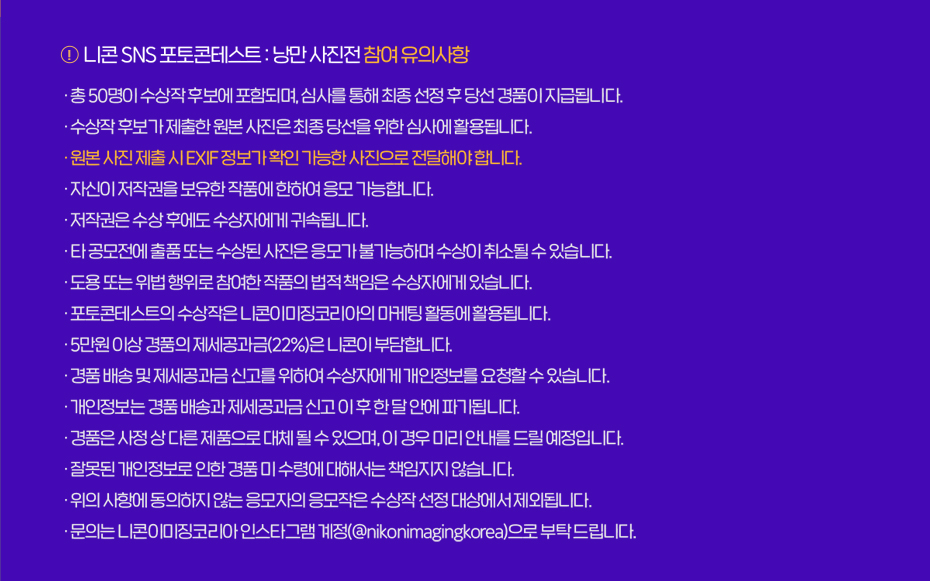 ! 니콘 SNS 포토콘테스트 : 낭만 사진전 참여 유의사항
· 총 50명이 수상작 후보에 포함되며, 심사를 통해 최종 선정 후 당선 경품이 지급됩니다.
· 수상작 후보가 제출한 원본 사진은 최종 당선을 위한 심사에 활용됩니다.
· 원본 사진 제출 시 EXIF 정보가 확인 가능한 사진으로 전달해야 합니다.
· 자신이 저작권을 보유한 작품에 한하여 응모 가능합니다.
· 저작권은 수상 후에도 수상자에게 귀속됩니다.
· 타 공모전에 출품 또는 수상된 사진은 응모가 불가능하며 수상이 취소될 수 있습니다.
· 도용 또는 위법 행위로 참여한 작품의 법적 책임은 수상자에게 있습니다.
· 포토콘테스트의 수상작은 니콘이미징코리아의 마케팅 활동에 활용됩니다.
· 5만원 이상 경품의 제세공과금(22%)은 니콘이 부담합니다.
· 경품 배송 및 제세공과금 신고를 위하여 수상자에게 개인정보를 요청할 수 있습니다.
· 개인정보는 경품 배송과 제세공과금 신고 이 후 한 달 안에 파기됩니다.
· 경품은 사정 상 다른 제품으로 대체 될 수 있으며, 이 경우 미리 안내를 드릴 예정입니다.
· 잘못된 개인정보로 인한 경품 미 수령에 대해서는 책임지지 않습니다.
· 위의 사항에 동의하지 않는 응모자의 응모작은 수상작 선정 대상에서 제외됩니다.
· 문의는 니콘이미징코리아 인스타그램 계정(@nikonimagingkorea)으로 부탁 드립니다.